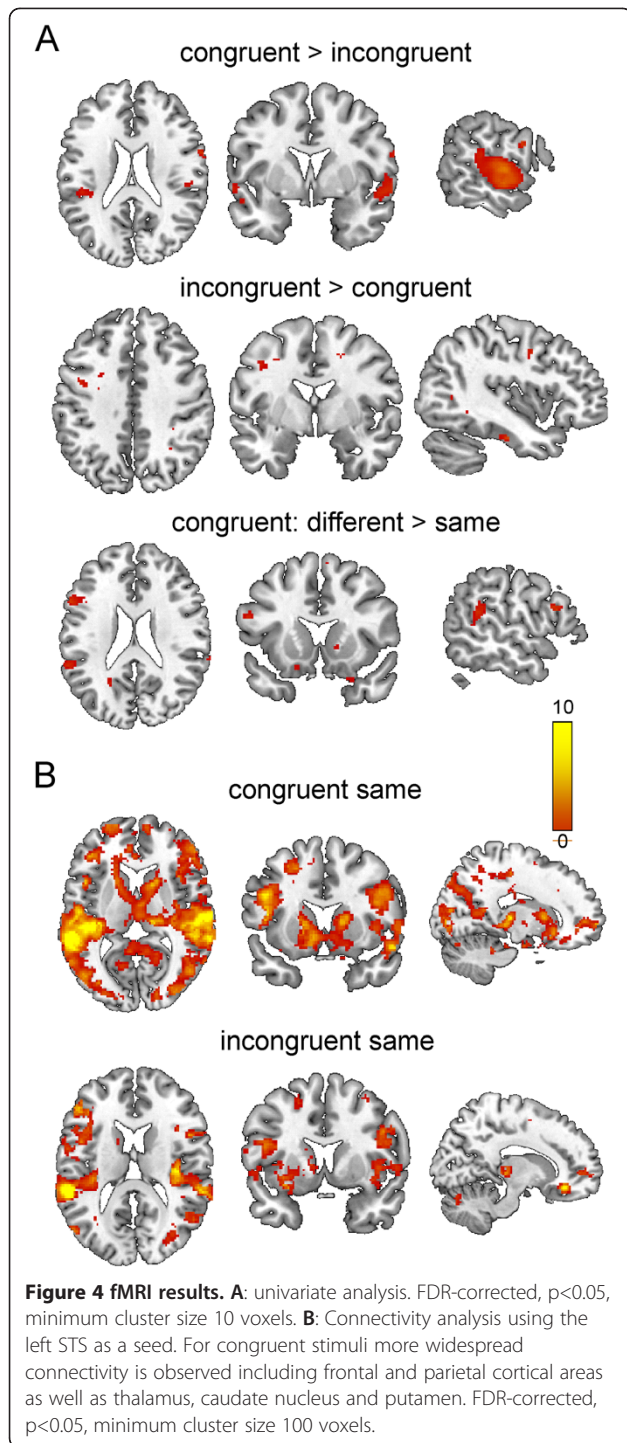 A
congruent > incongruent
incongruent > congruent
congruent: different > same
10
0
B
congruent same
incongruent same
Figure 4 fMRI results. A: univariate analysis. FDR-corrected, p<0.05,
minimum cluster size 10 voxels. B: Connectivity analysis using the
left STS as a seed. For congruent stimuli more widespread
connectivity is observed including frontal and parietal cortical areas
as well as thalamus, caudate nucleus and putamen. FDR-corrected,
p<0.05, minimum cluster size 100 voxels.